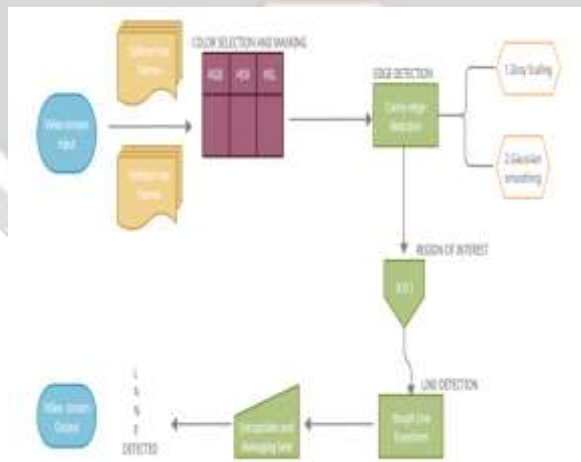 COLOR SELECTION AND MASKING
RGB HSV HSL
Video stream
input
EDGE DETECTION
Canny edge
detection
1.Gray Scaling
2.Gaussian
smoothing
REGION OF INTEREST
R.O.I
LINE DETECTION
Hough Line
Transform
and
Averaging lane
L
A
N
E
DETECTED
Video stream
Output